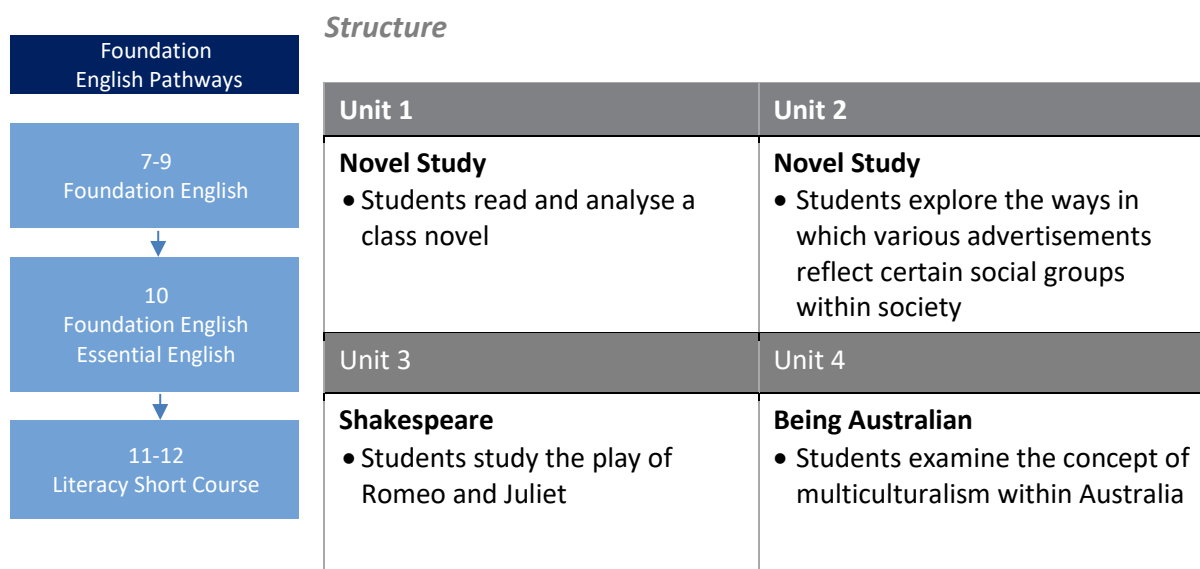 Foundation
English Pathways
7-9
Foundation English
10
Foundation English
Essential English
11-12
Literacy Short Course
Structure
Unit 1
Unit 2
Novel Study
• Students read and analyse a
class novel
Novel Study
• Students explore the ways in
which various advertisements
reflect certain social groups
within society
Unit 3
Unit 4
Shakespeare
• Students study the play of
Romeo and Juliet
Being Australian
• Students examine the concept of
multiculturalism within Australia